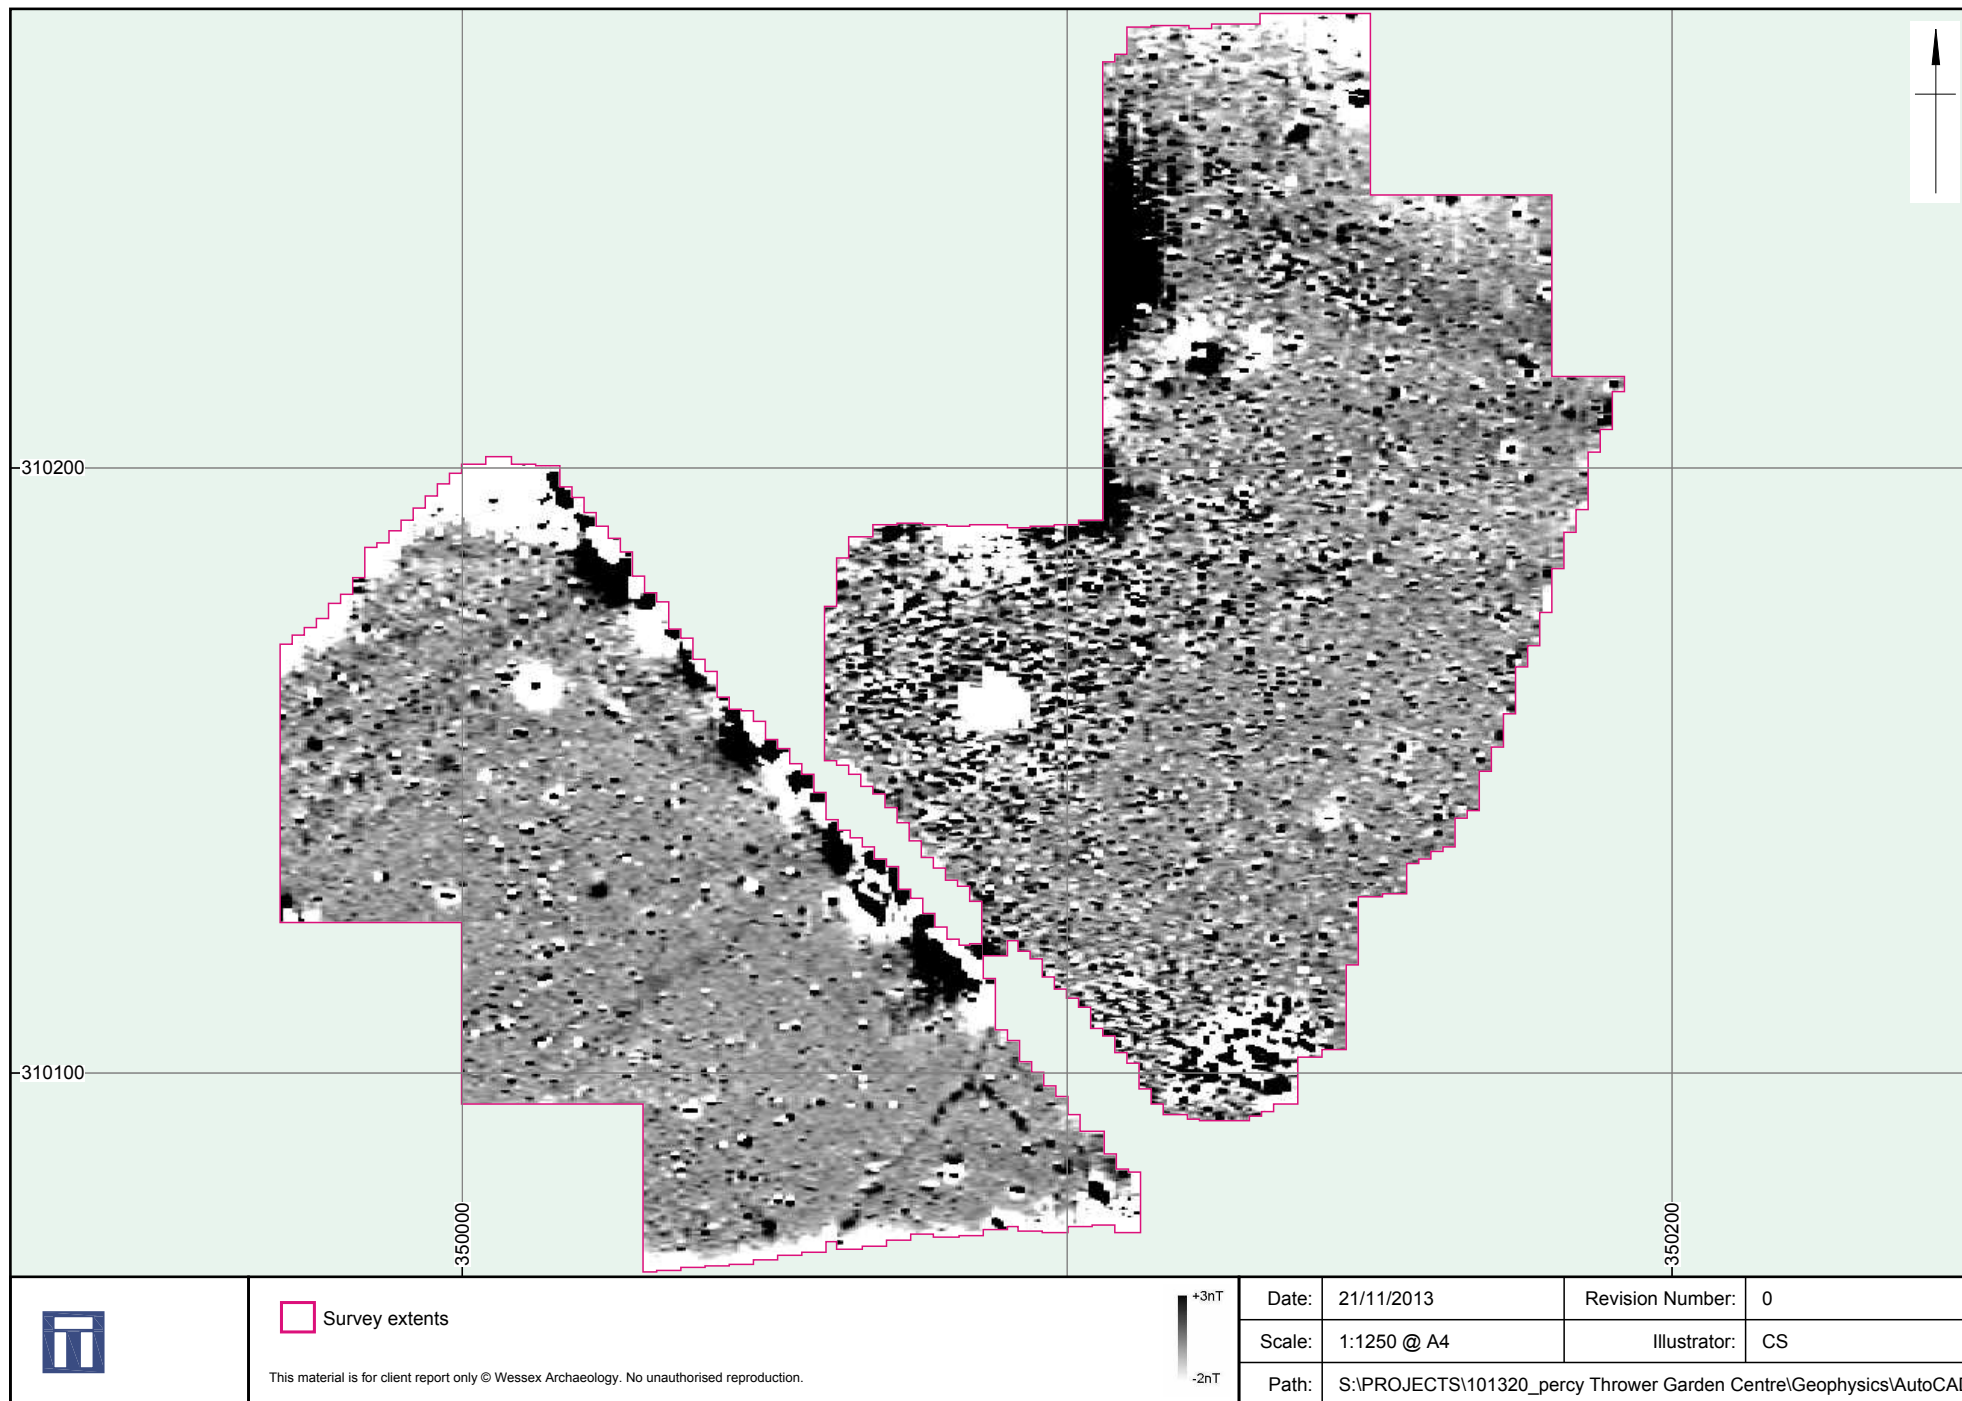 310200
310100
350000
350200
Survey extents
This material is for client report only © Wessex Archaeology. No unauthorised reproduction.
+3nT
-2nT
Date: 21/11/2013 Revision Number: 0
Scale: 1:1250 @ A4 Illustrator: CS
Path: S:\PROJECTS\101320_percy Thrower Garden Centre\Geophysics\AutoCAD